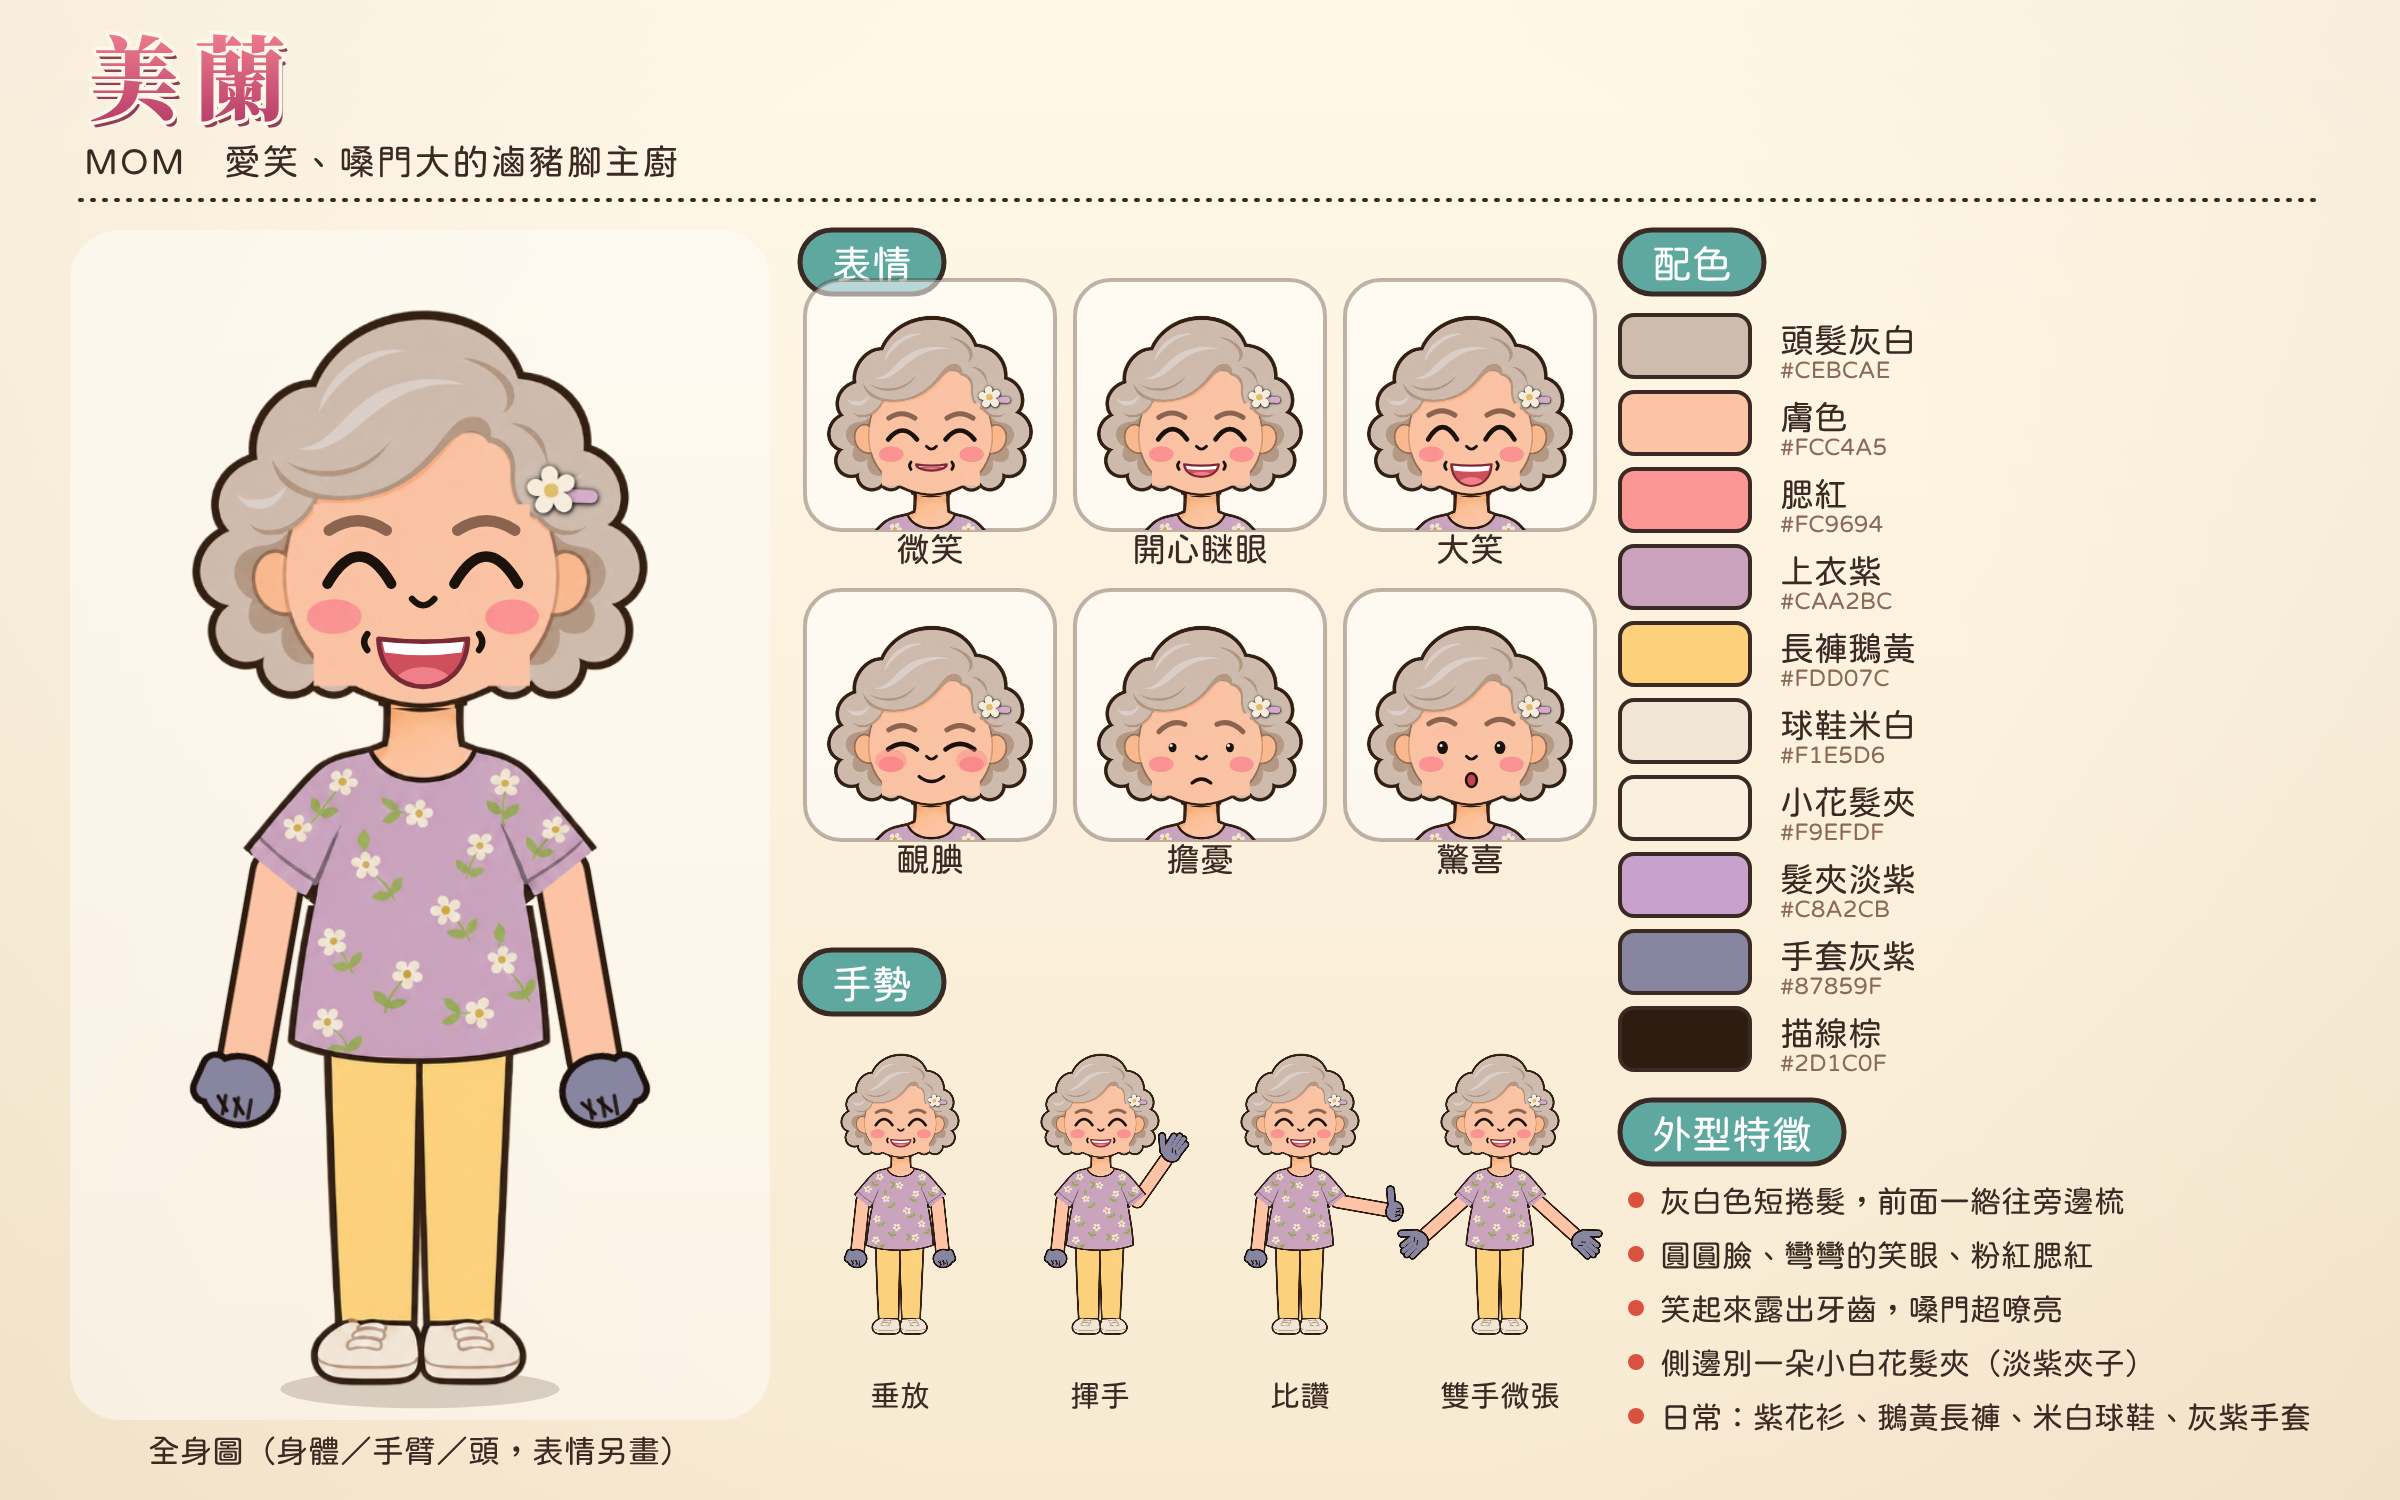 美蘭
MOM 愛笑、嗓門大的滷豬腳主廚
全身圖（身體／手臂／頭，表情另畫）
表情
微笑 開心瞇眼 大笑
靦腆 擔憂 驚喜
手勢
垂放 揮手 比讚 雙手微張
配色
頭髮灰白
#CEBCAE
膚色
#FCC4A5
腮紅
#FC9694
上衣紫
#CAA2BC
長褲鵝黃
#FDD07C
球鞋米白
#F1E5D6
小花髮夾
#F9EFDF
髮夾淡紫
#C8A2CB
手套灰紫
#87859F
描線棕
#2D1C0F
外型特徵
灰白色短捲髮，前面一綹往旁邊梳
圓圓臉、彎彎的笑眼、粉紅腮紅
笑起來露出牙齒，嗓門超嘹亮
側邊別一朵小白花髮夾（淡紫夾子）
日常：紫花衫、鵝黃長褲、米白球鞋、灰紫手套